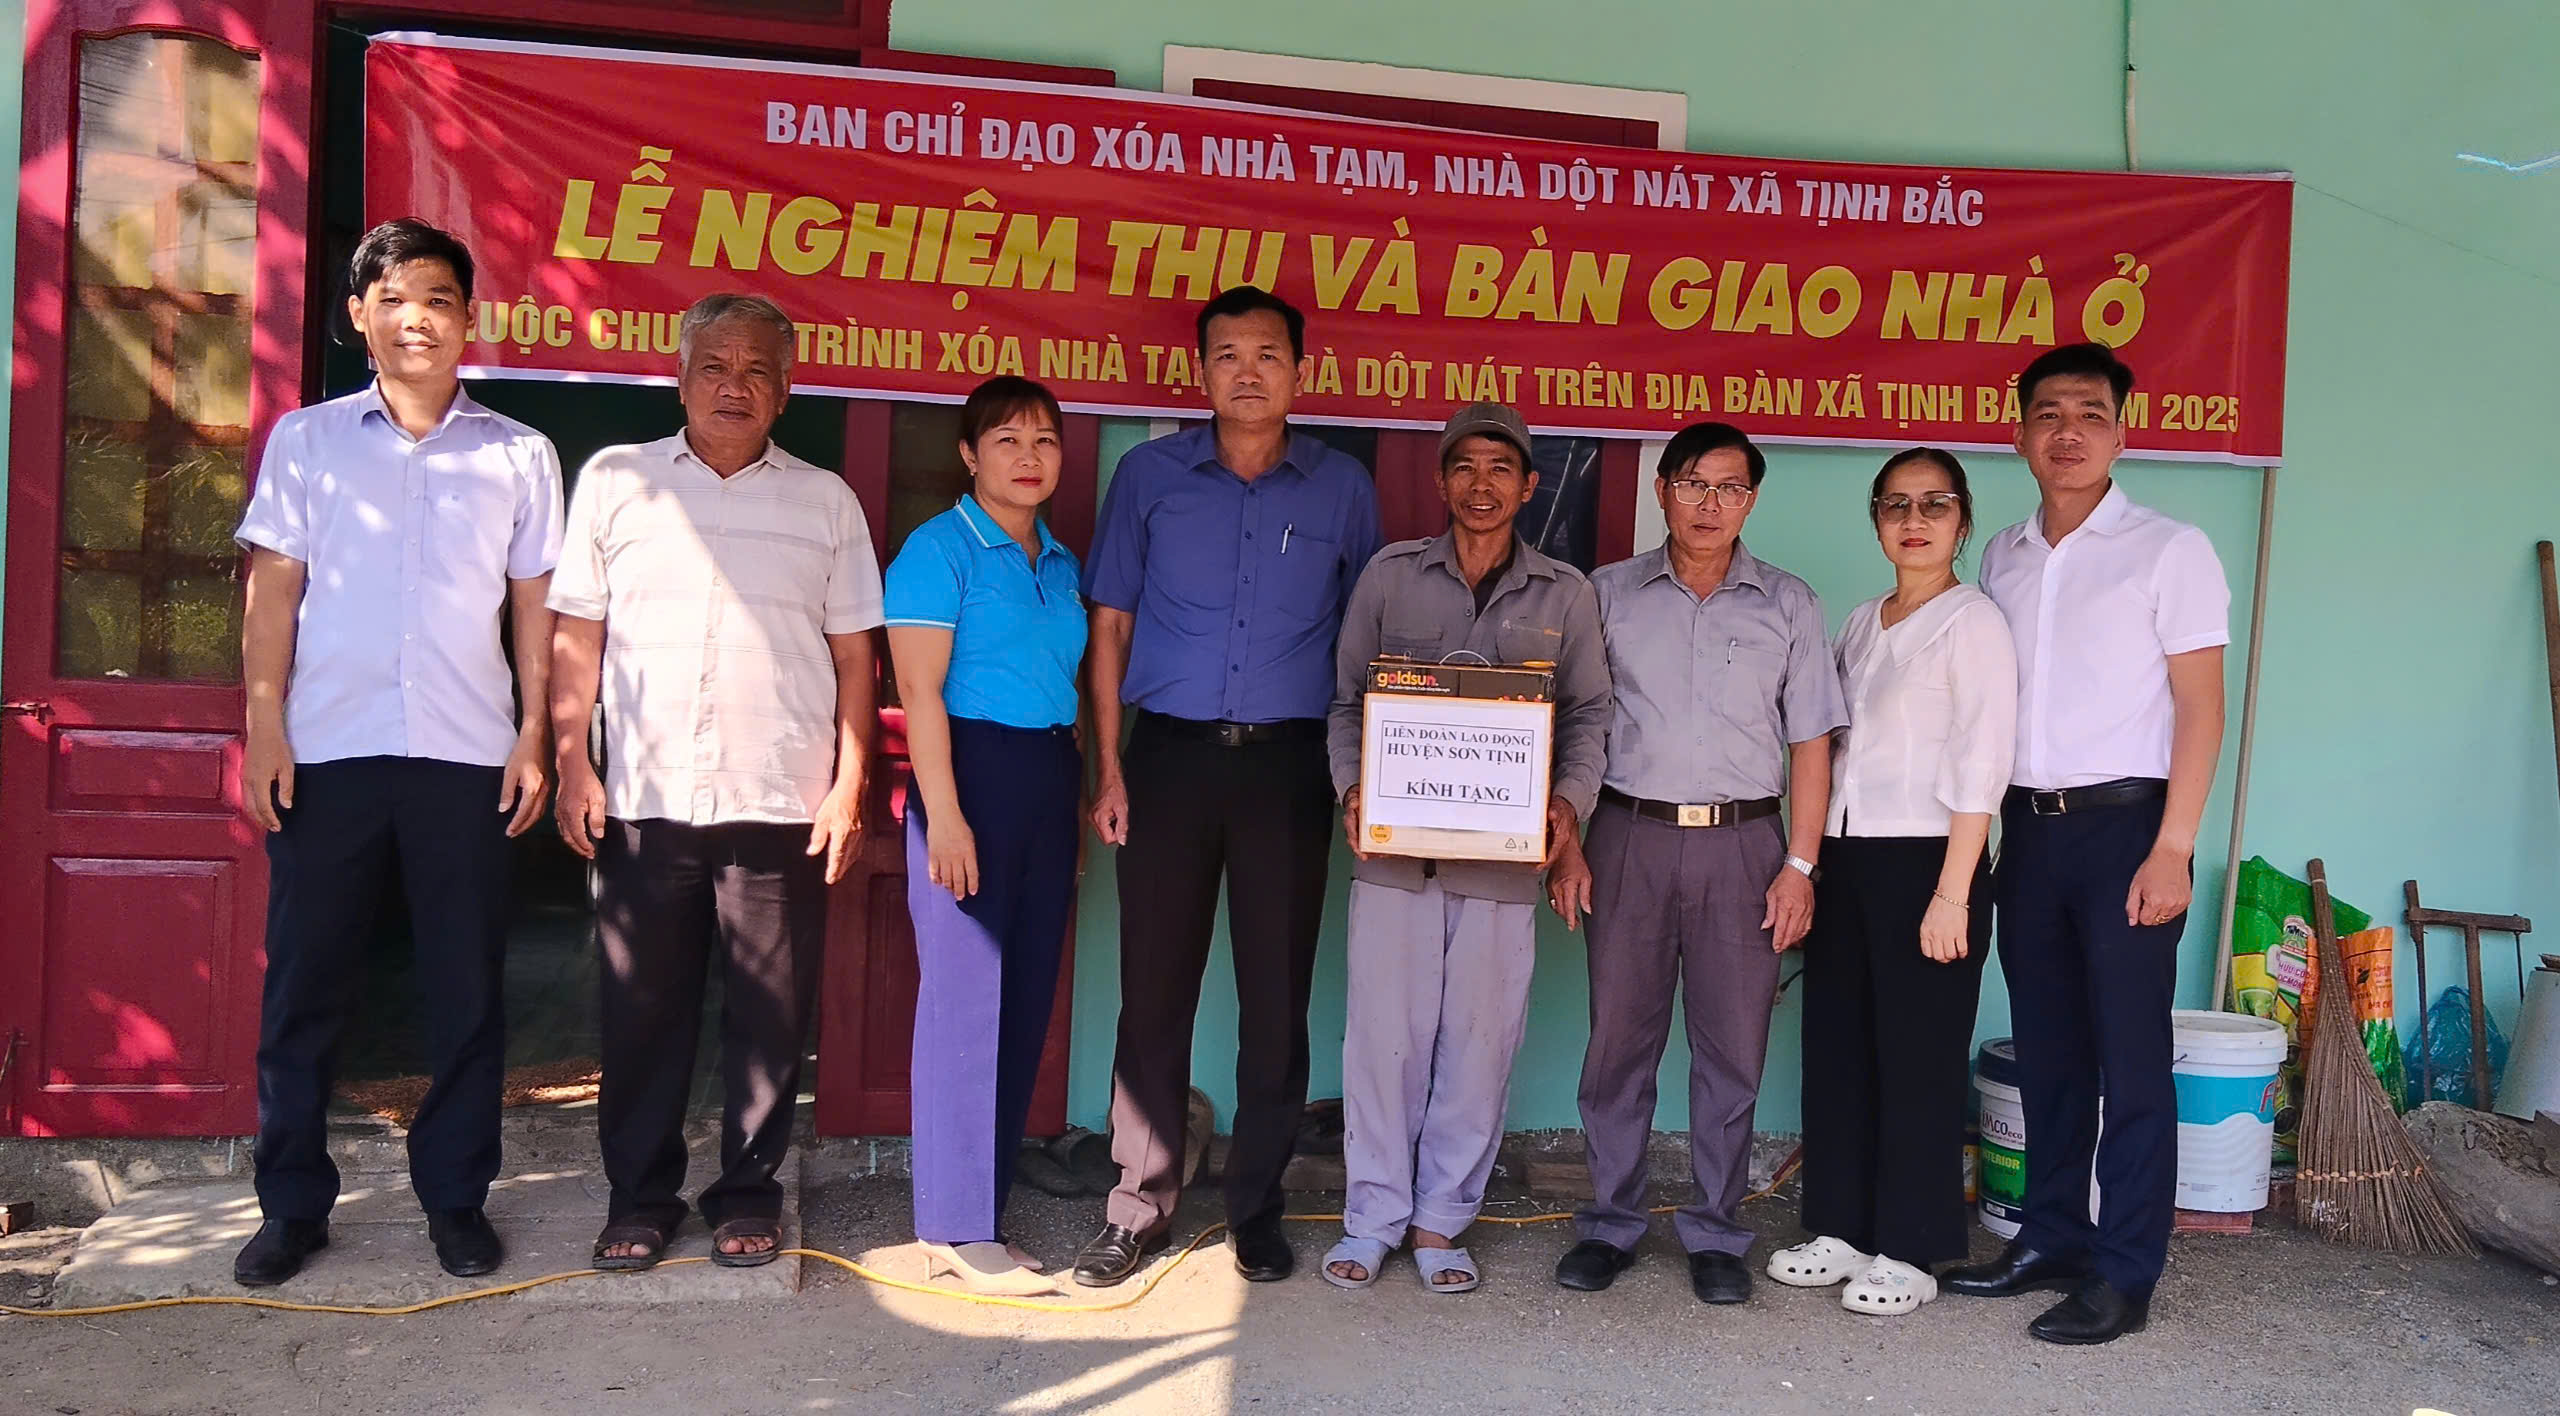 BAN CHỈ ĐẠO XÓA NHÀ TẠM, NHÀ DỘT NÁT XÃ TỊNH BẮC
LỄ NGHIỆM THU VÀ BÀN GIAO NHÀ Ở
TRÌNH XÓA NHÀ DỘT NÁT TRÊN ĐỊA BÀN XÃ TỊNH 2025
goldsun
LIÊN ĐOÀN LAO ĐỘNG
HUYỆN SƠN TỊNH
KÍNH TẶNG